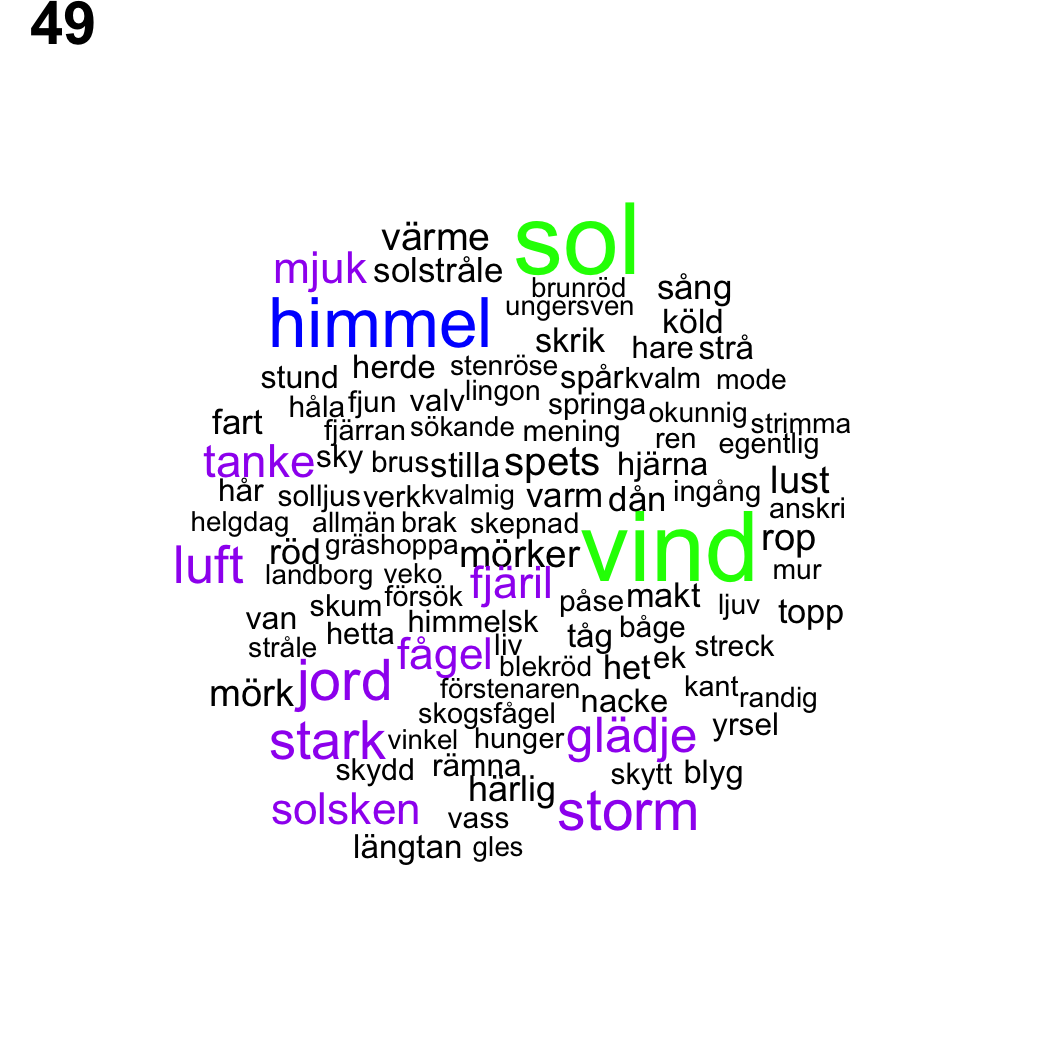 49
sol
värme
mjuk solstråle
brunröd sång
himmel ungersven
köld
skrik hare strå
stund herde stenröse spår kvalm mode
håla fjun valv lingon springa okunnig
fart fjärran sökande mening ren egentlig strimma
tanke sky brus stilla spets hjärna lust
hår solljus verk kvalmig varm dån ingång anskri
helgdag allmän brak skepnad vind rop
luft röd gräshoppa mörker mur
landborg veko fjäril
van skum försök påse makt ljuv topp
stråle hetta himmelsk tåg båge streck
fågel liv blekröd het ek
mörk jord förstenaren nacke kant randig
skogsfågel yrsel
stark vinkel hunger glädje
skydd rämna skytt blyg
härlig
solsken vass storm
längtan gles